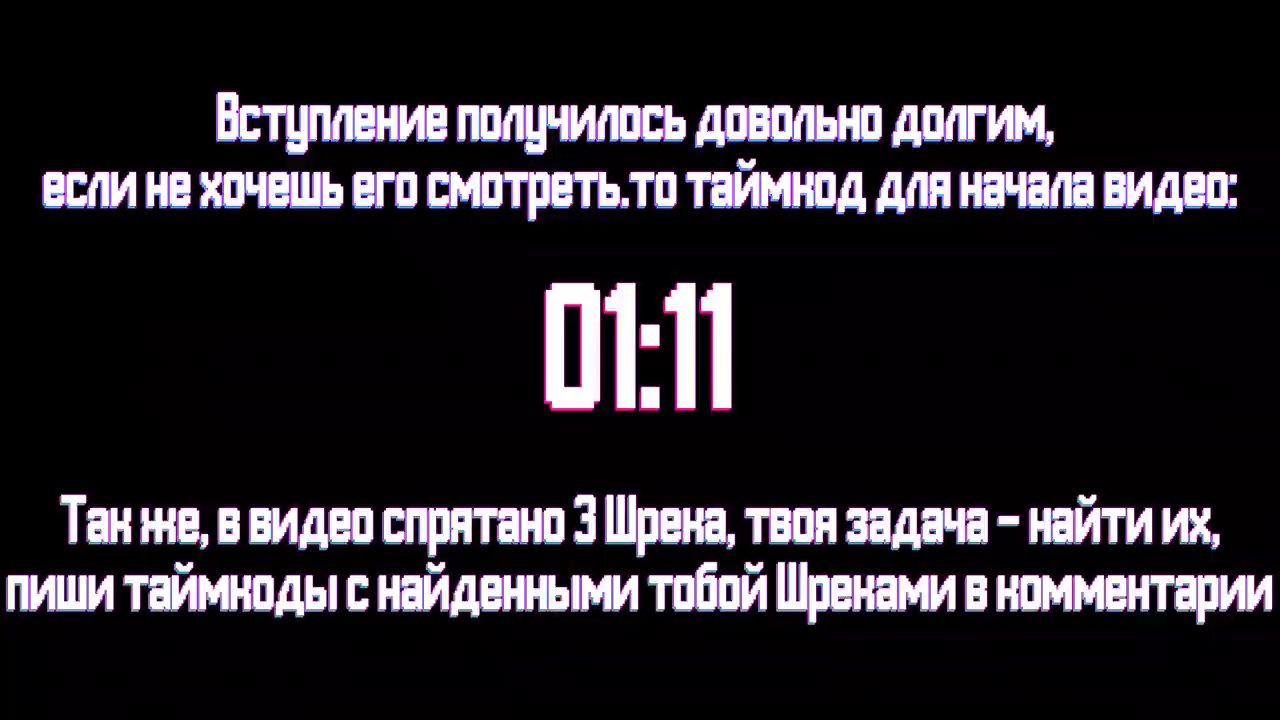 Вступление получилось довольно долгим,
если не хочешь его смотреть.то таймкод для начала видео:
01:11
Так же, в видео спрятано 3 Шрека, твоя задача - найти их,
пиши таймкоды с найденными тобой Шреками в комментарии